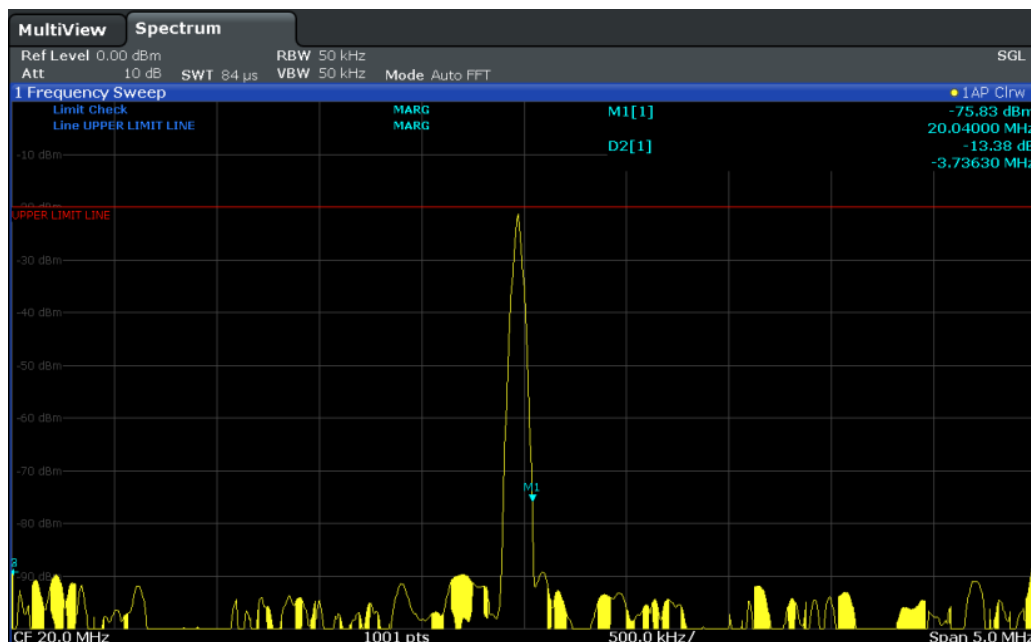 MultiView Spectrum
Ref Level 0.00 dBm RBW 50 kHz SGL
Att 10 dB SWT 84 µs VBW 50 kHz Mode Auto FFT
1 Frequency Sweep 1AP Clrw
Limit Check MARG M1[1] -75.83 dBm
Line UPPER LIMIT LINE MARG 20.04000 MHz
D2[1] -13.38 dB
-3.73630 MHz
-10 dBm
UPPER LIMIT LINE
-30 dBm
-40 dBm
-50 dBm
-60 dBm
-70 dBm
M1
-80 dBm
-90 dBm
CF 20.0 MHz 1001 pts 500.0 kHz/ Span 5.0 MHz